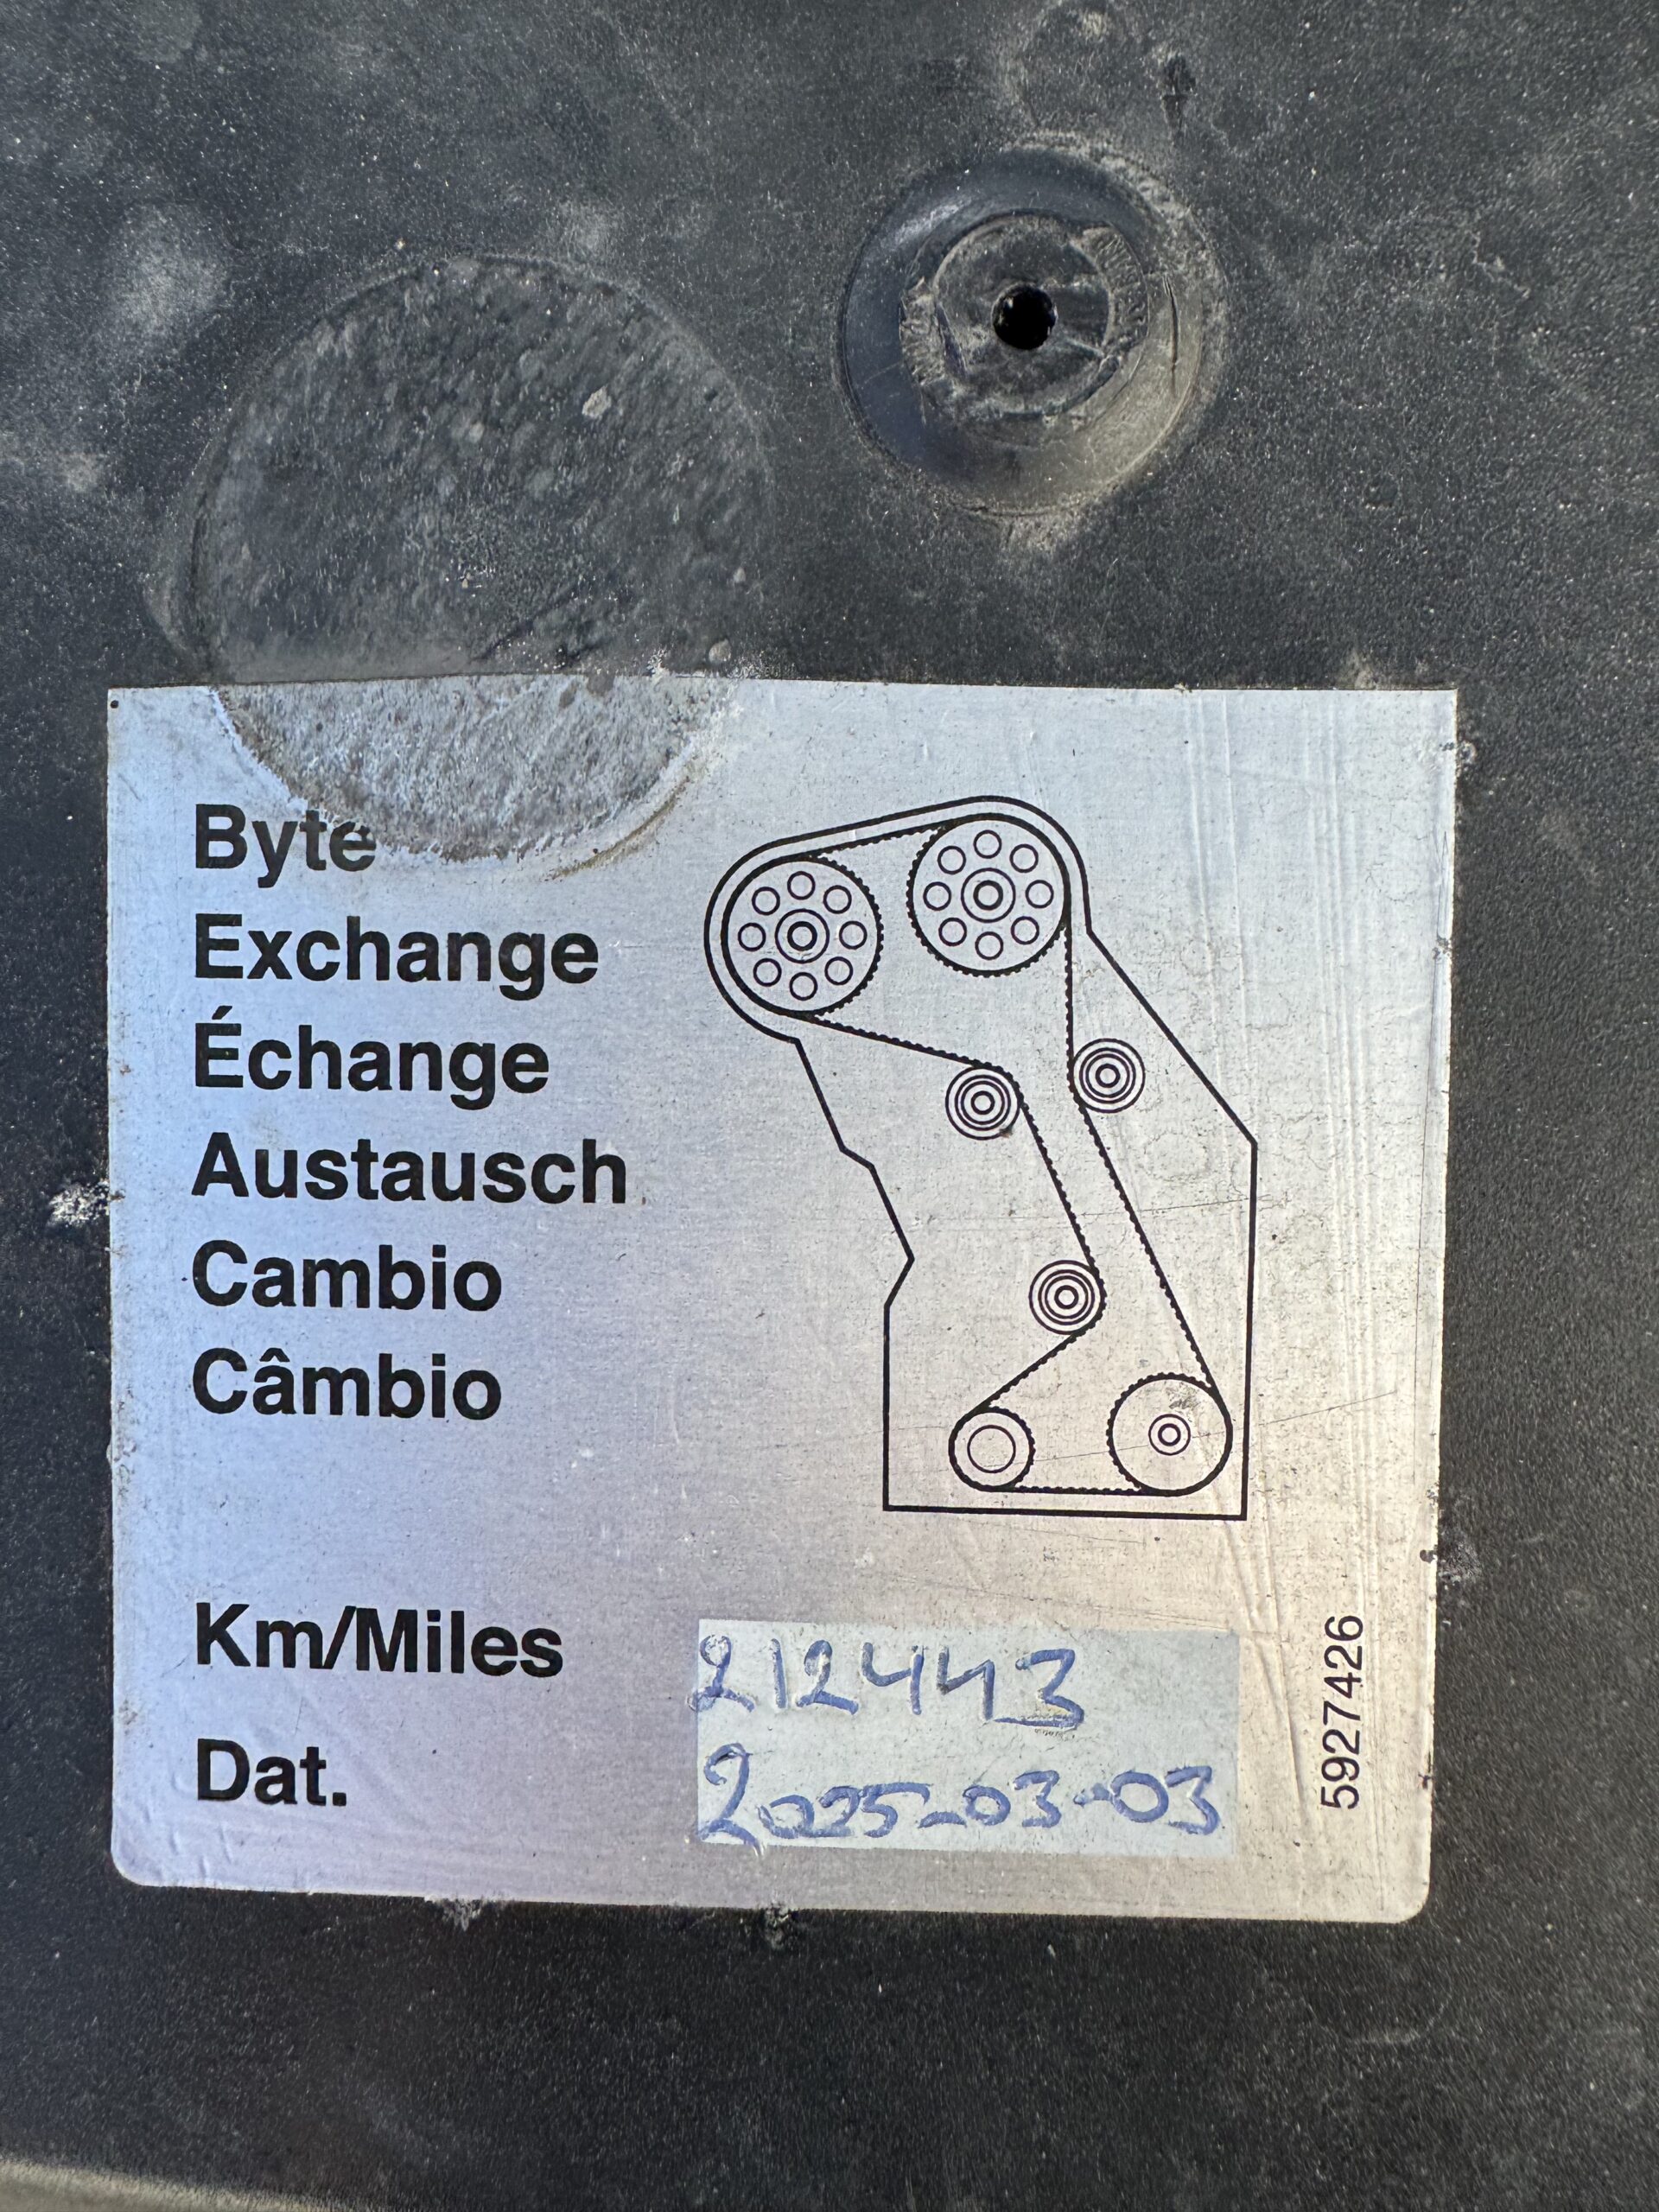 Byte
Exchange
Échange
Austausch
Cambio
Câmbio
Km/Miles 212443
Dat. 2025-03-03
5927426